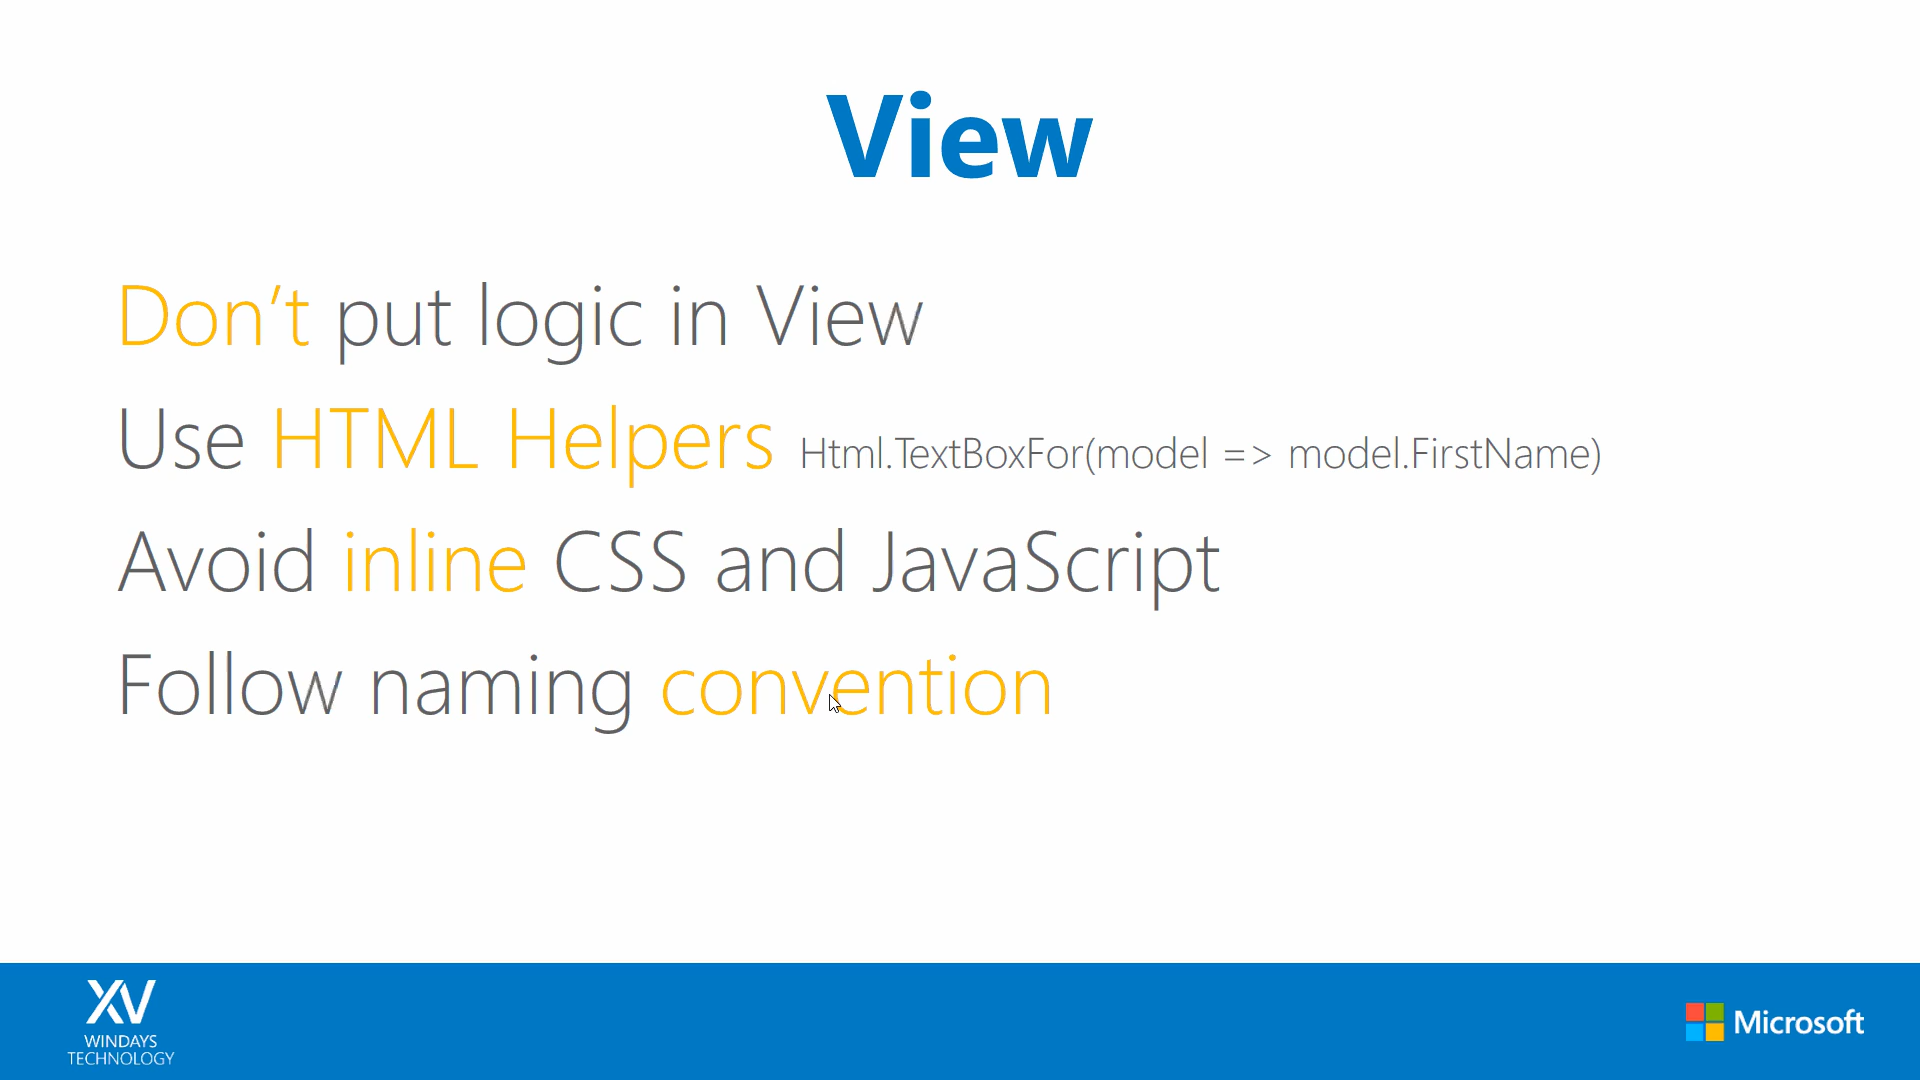 View
Don’t put logic in View
Use HTML Helpers Html.TextBoxFor(model => model.FirstName)
Avoid inline CSS and JavaScript
Follow naming convention
XV
WINDAYS
TECHNOLOGY
Microsoft